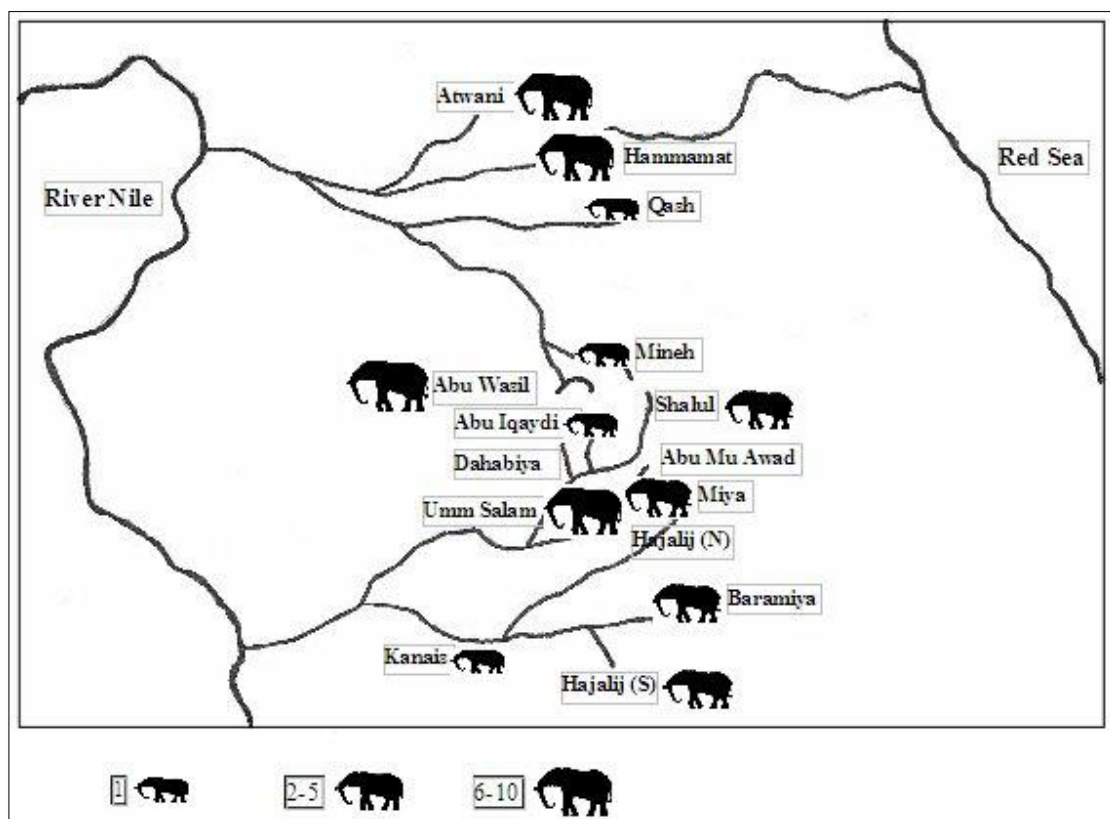 Atwani
Hammamat
Red Sea
River Nile
Qash
Mineh
Abu Wasil
Shalul
Abu Iqaydi
Dahabiya
Abu Mu Awad
Umm Salam
Miya
Hajalij (N)
Baramiya
Kanais
Hajalij (S)
1
2-5
6-10